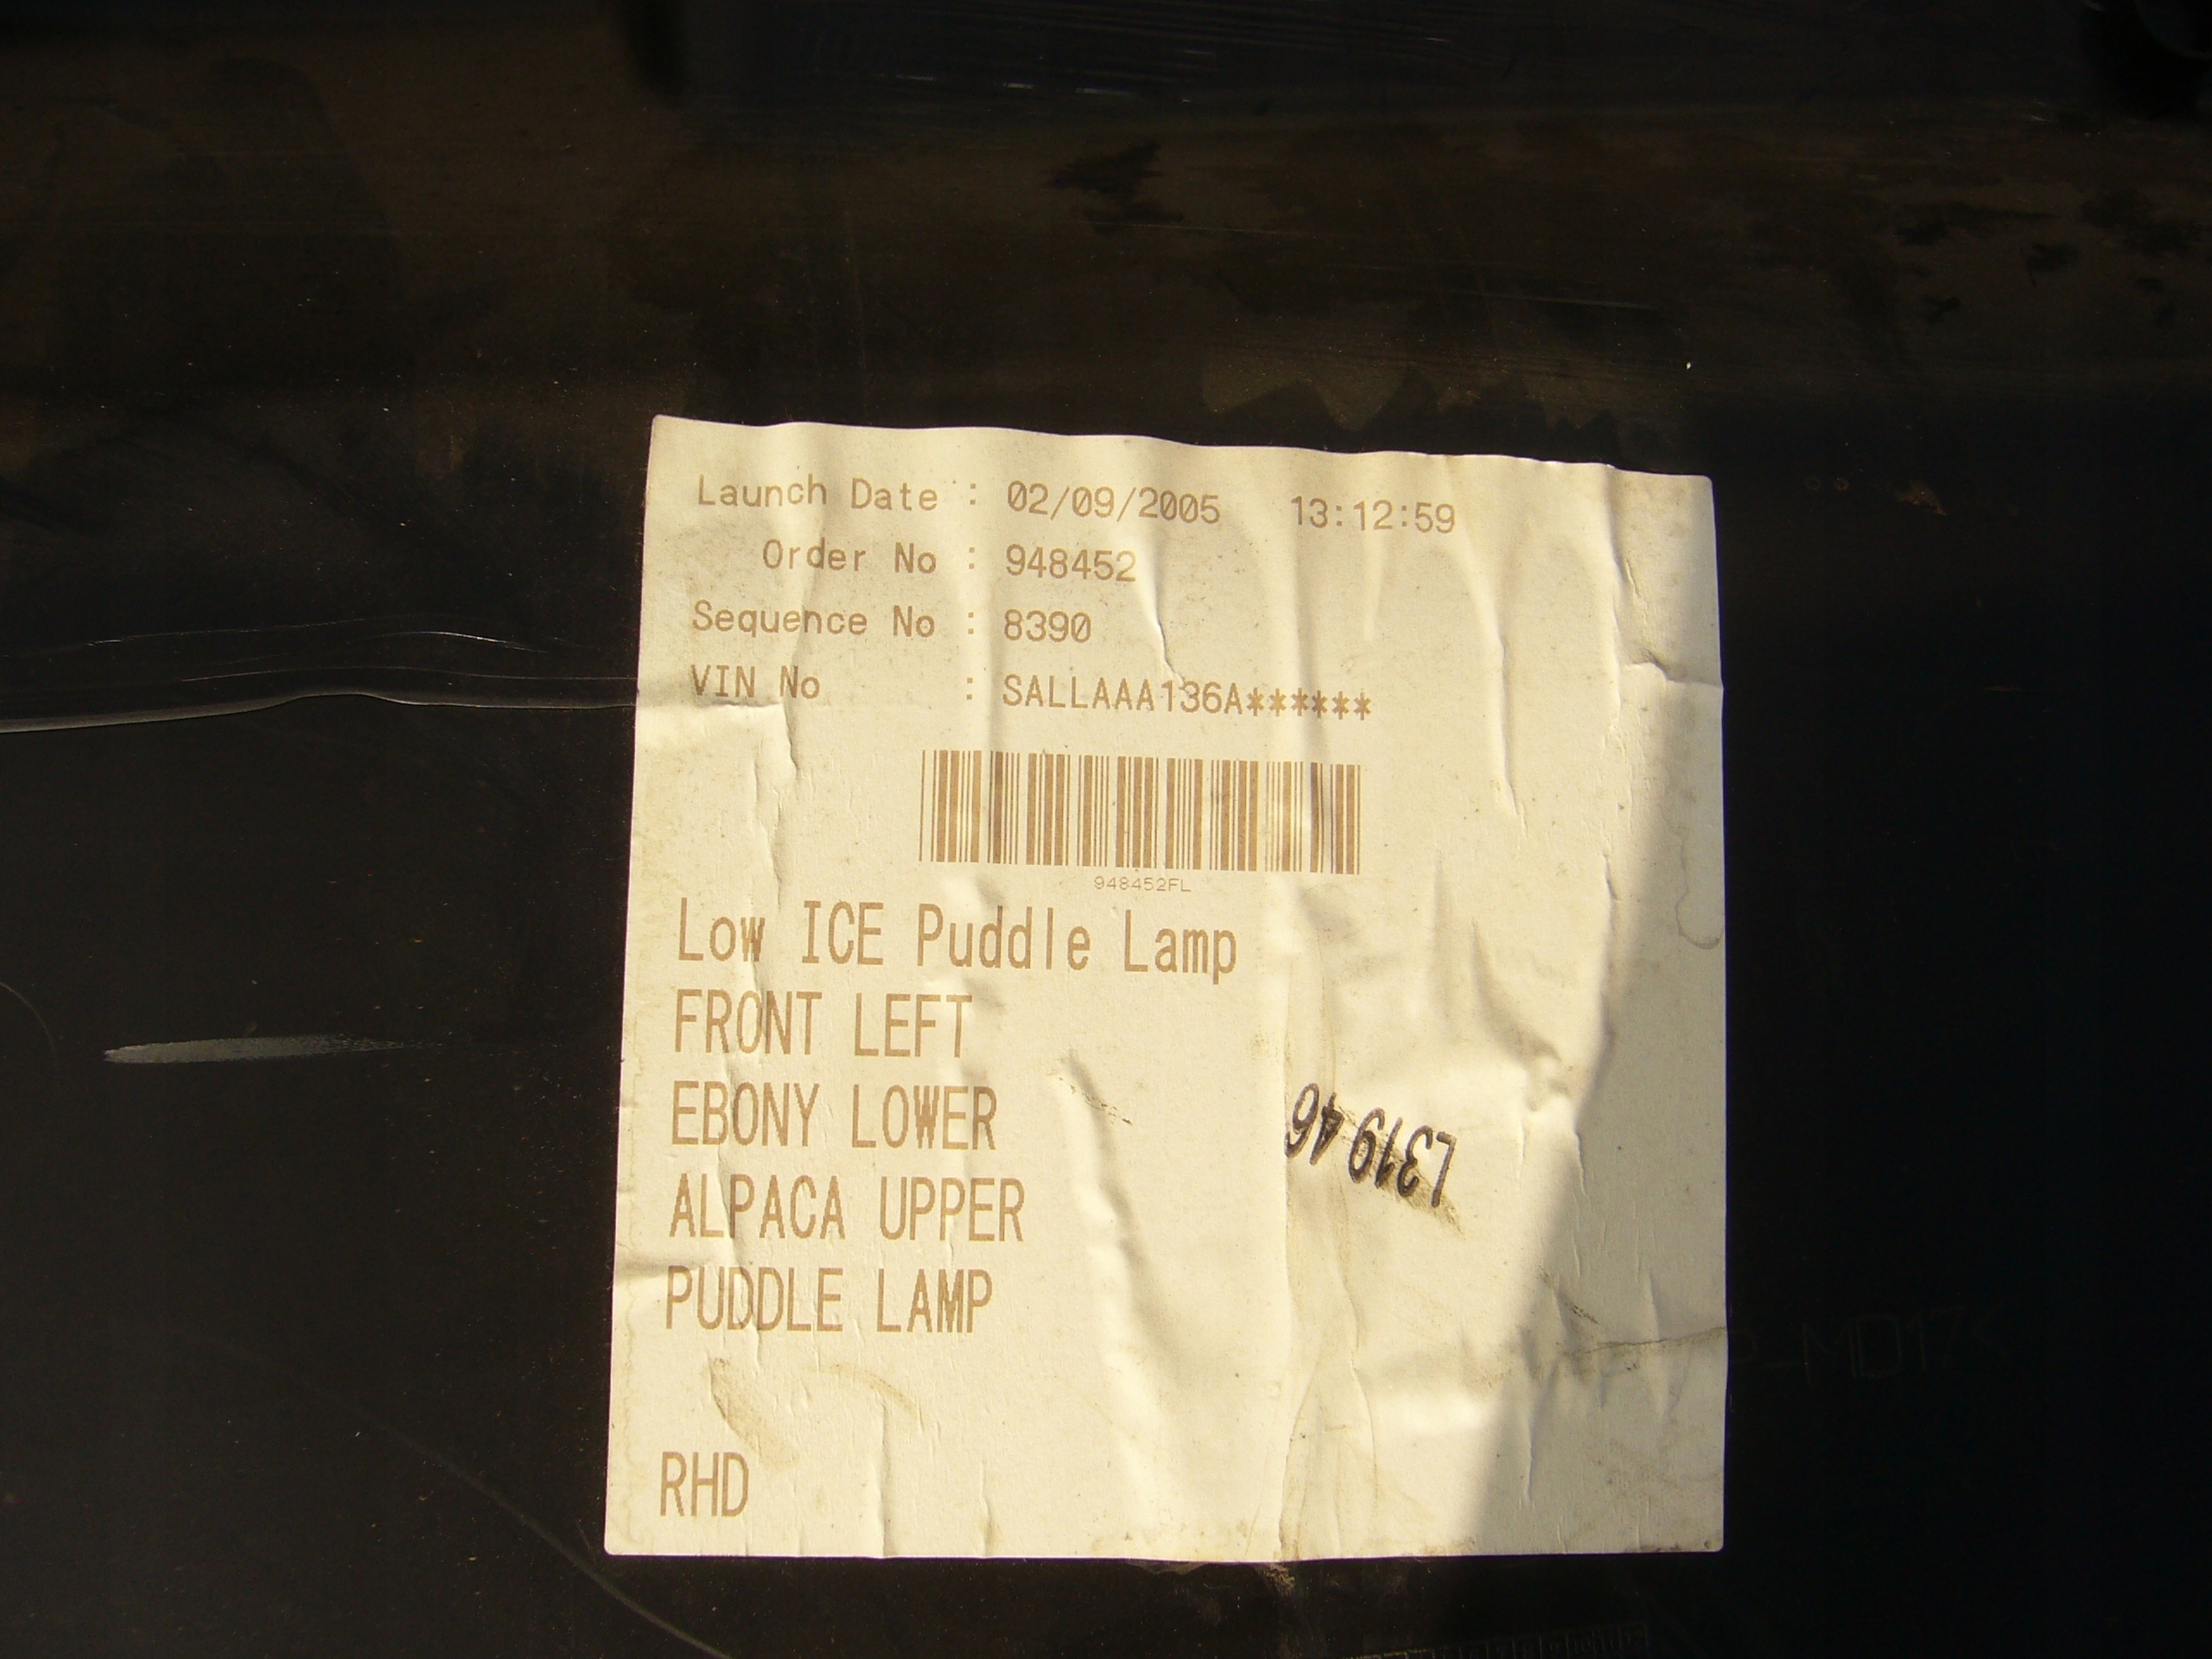 Launch Date : 02/09/2005 13:12:59
Order No : 948452
Sequence No : 8390
VIN No : SALLAAA136A******
948452FL
Low ICE Puddle Lamp
FRONT LEFT
EBONY LOWER
L319 46
ALPACA UPPER
PUDDLE LAMP
RHD